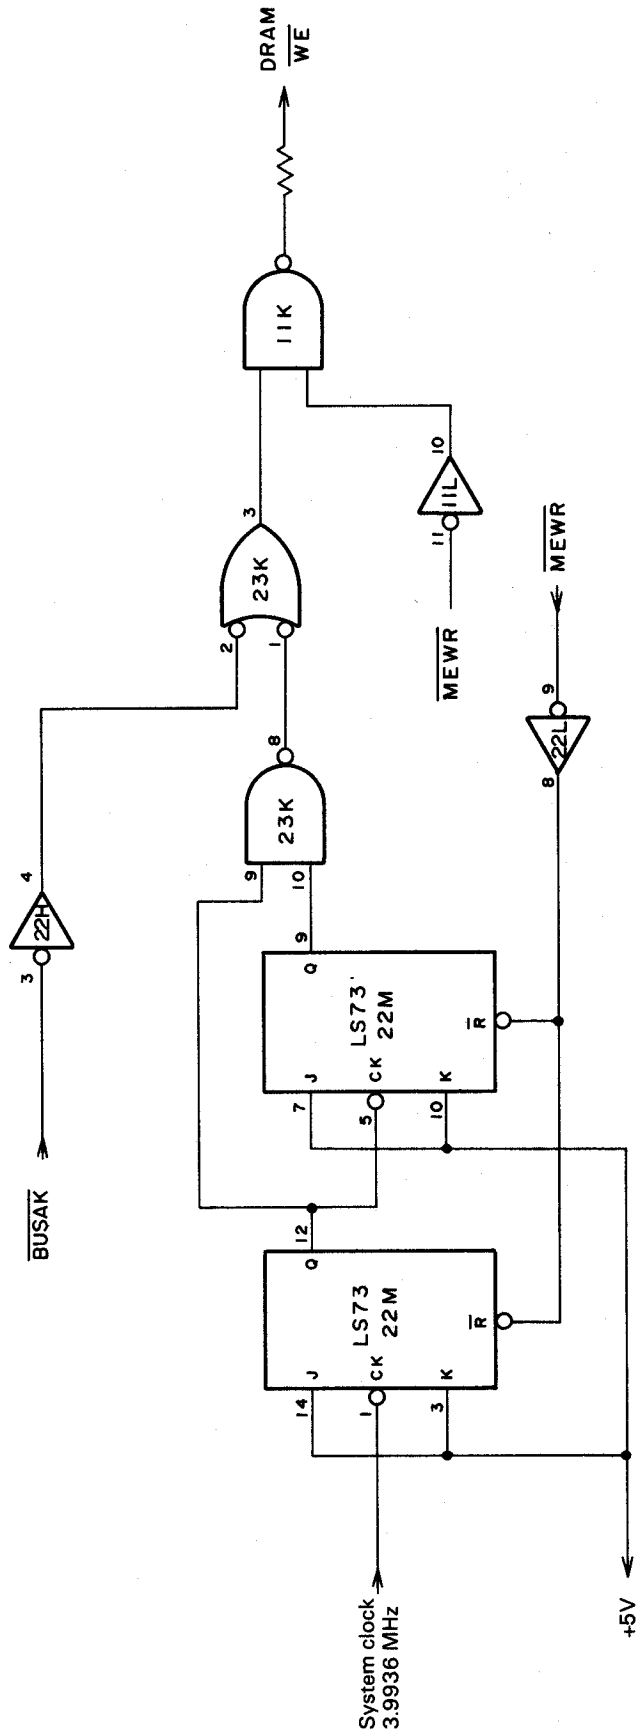 BUSAK
3
22H
4
2
1
23K
3
DRAM
WE
11K
System clock
3.9936 MHz
14
J
1
CK
3
K
Q
12
LS73
22M
R
7
J
5
CK
10
K
Q
9
LS73
22M
R
9
10
23K
8
MEWR
11
11L
10
8
22L
9
MEWR
+5V